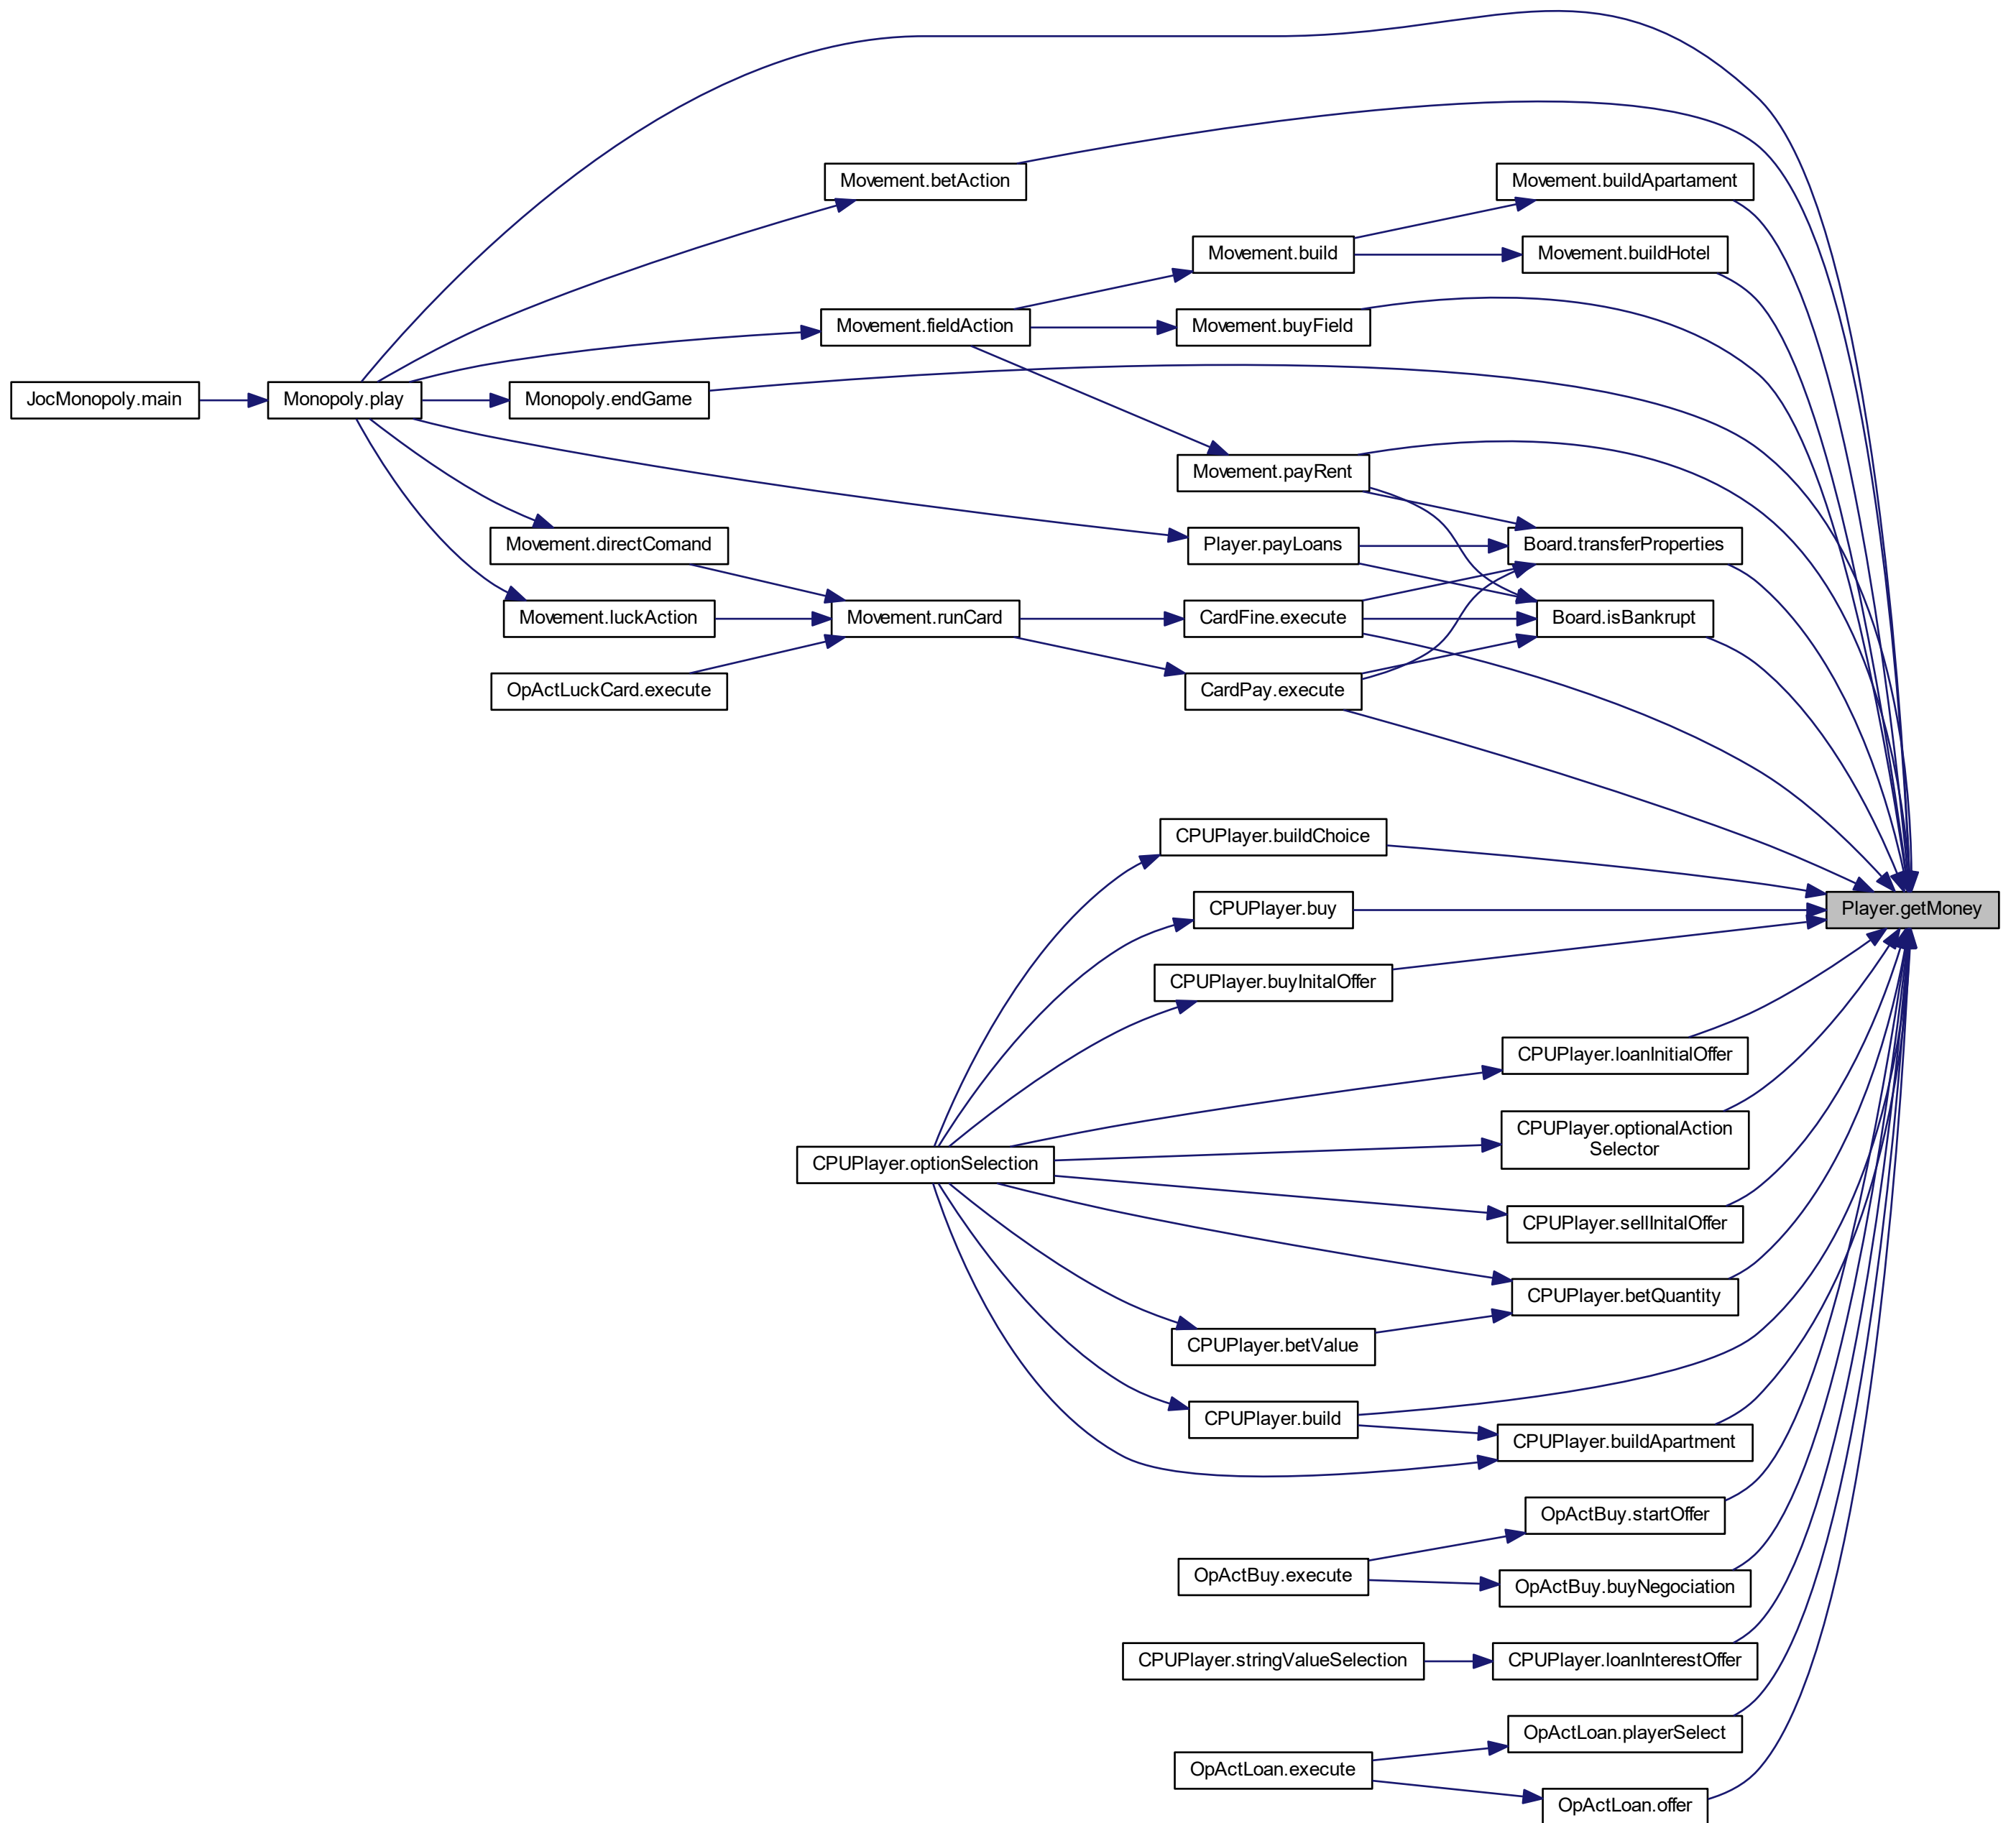 Movement.betAction
Movement.buildApartament
Movement.build
Movement.buildHotel
Movement.fieldAction
Movement.buyField
JocMonopoly.main
Monopoly.play
Monopoly.endGame
Movement.payRent
Movement.directComand
Player.payLoans
Board.transferProperties
Movement.luckAction
Movement.runCard
CardFine.execute
Board.isBankrupt
OpActLuckCard.execute
CardPay.execute
CPUPlayer.buildChoice
CPUPlayer.buy
Player.getMoney
CPUPlayer.buyInitalOffer
CPUPlayer.loanInitialOffer
CPUPlayer.optionalAction
Selector
CPUPlayer.optionSelection
CPUPlayer.sellInitalOffer
CPUPlayer.betQuantity
CPUPlayer.betValue
CPUPlayer.build
CPUPlayer.buildApartment
OpActBuy.startOffer
OpActBuy.execute
OpActBuy.buyNegociation
CPUPlayer.stringValueSelection
CPUPlayer.loanInterestOffer
OpActLoan.playerSelect
OpActLoan.execute
OpActLoan.offer